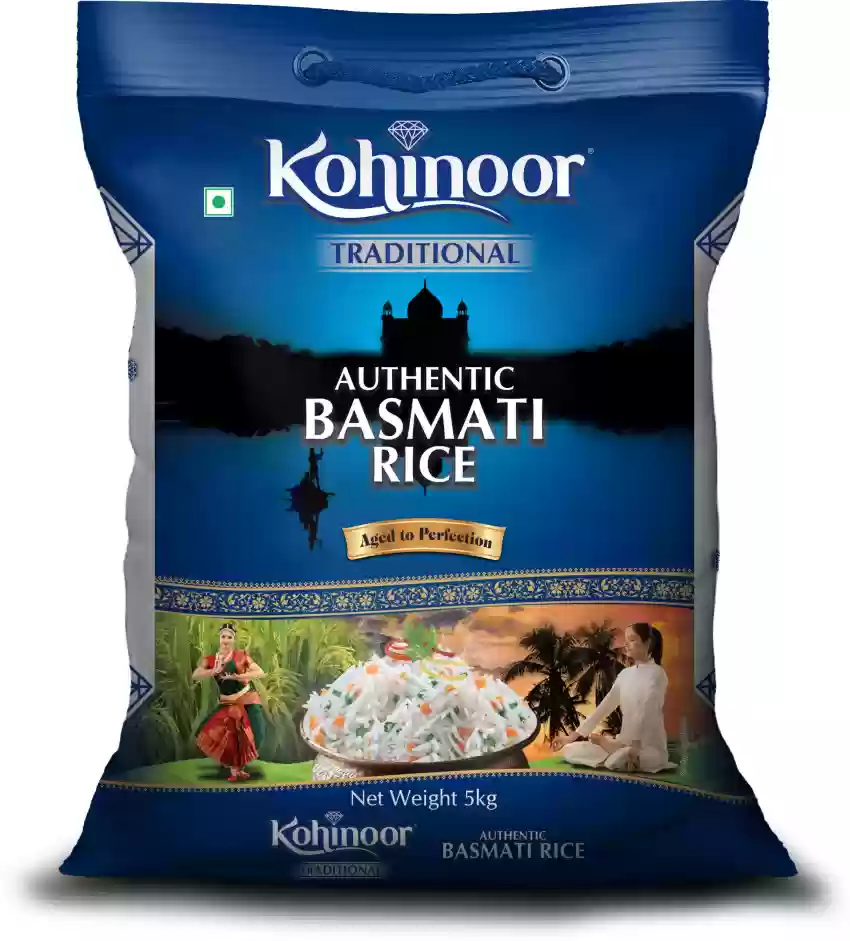 Kohinoor®
TRADITIONAL
AUTHENTIC
BASMATI
RICE
Aged to Perfection
Net Weight 5kg
Kohinoor
TRADITIONAL
AUTHENTIC
BASMATI RICE